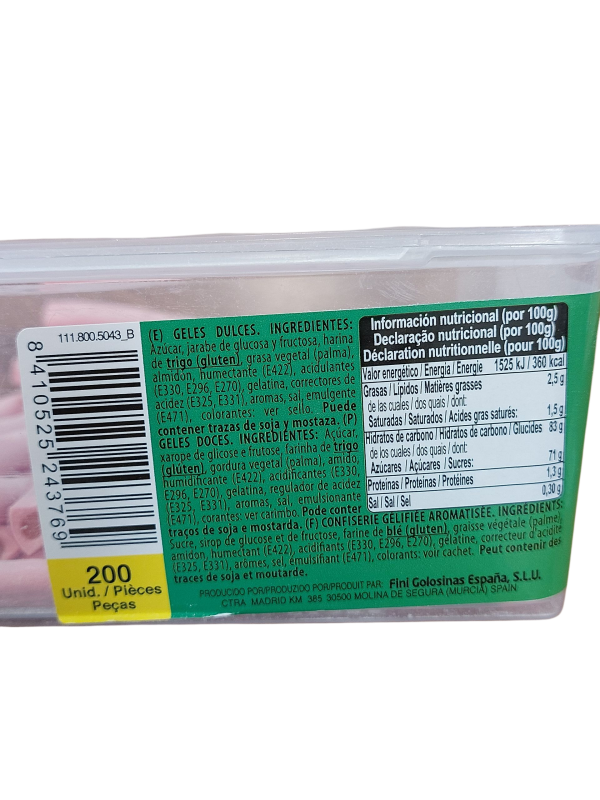 111.800.5043_B
8 410525 243769
200
Unid. / Pièces
Peças
(E) GELES DULCES. INGREDIENTES:
Azúcar, jarabe de glucosa y fructosa, harina
de trigo (gluten), grasa vegetal (palma),
almidón, humectante (E422), acidulantes
(E330, E296, E270), gelatina, correctores de
acidez (E325, E331), aromas, sal, emulgente
(E471), colorantes: ver sello. Puede
contener trazas de soja y mostaza. (P)
GELES DOCES. INGREDIENTES: Açúcar,
xarope de glicose e frutose, farinha de trigo
(glúten), gordura vegetal (palma), amido,
humidificante (E422), acidificantes (E330,
E296, E270), gelatina, regulador de acidez
(E325, E331), aromas, sal, emulsionante
(E471), corantes: ver carimbo. Pode conter
traços de soja e mostarda. (F) CONFISERIE GELIFIÉE AROMATISÉE. INGRÉDIENTS:
Sucre, sirop de glucose et de fructose, farine de blé (gluten), graisse végétale (palme),
amidon, humectant (E422), acidifiants (E330, E296, E270), gélatine, correcteur d'acidité
(E325, E331), arômes, sel, émulsifiant (E471), colorants: voir cachet. Peut contenir des
traces de soja et moutarde.
PRODUCIDO POR/PRODUZIDO POR/PRODUIT PAR: Fini Golosinas España, S.L.U.
CTRA. MADRID KM 385 30500 MOLINA DE SEGURA (MURCIA) SPAIN
Información nutricional (por 100g)
Declaração nutricional (por 100g)
Déclaration nutritionnelle (pour 100g)
Valor energético / Energia / Energie 1525 kJ / 360 kcal
Grasas / Lípidos / Matières grasses 2,5 g
de las cuales / dos quais / dont:
Saturadas / Saturados / Acides gras saturés: 1,5 g
Hidratos de carbono / Hidratos de carbono / Glucides 83 g
de los cuales / dos quais / dont:
Azúcares / Açúcares / Sucres: 71 g
Proteínas / Proteínas / Protéines 1,3 g
Sal / Sal / Sel 0,30 g